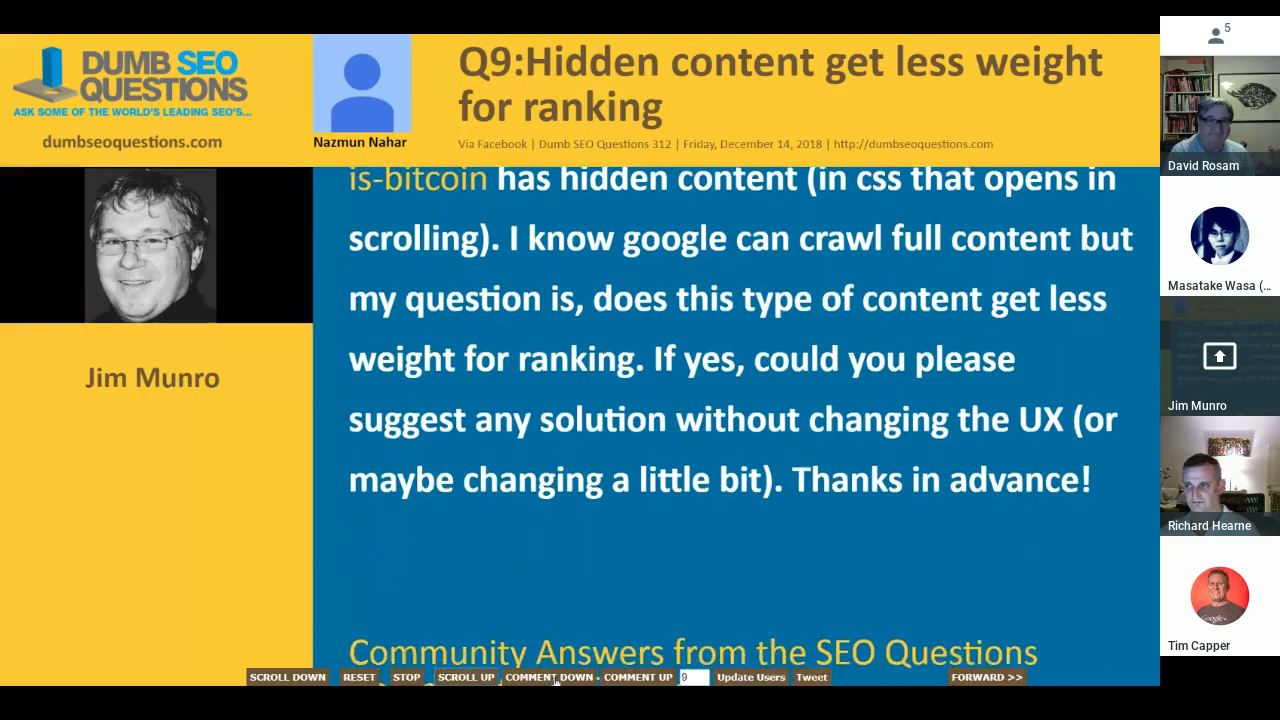 DUMB SEO
QUESTIONS
ASK SOME OF THE WORLD'S LEADING SEO'S...
dumbseoquestions.com
Nazmun Nahar
Q9:Hidden content get less weight
for ranking
Via Facebook | Dumb SEO Questions 312 | Friday, December 14, 2018 | http://dumbseoquestions.com
Jim Munro
is-bitcoin has hidden content (in css that opens in
scrolling). I know google can crawl full content but
my question is, does this type of content get less
weight for ranking. If yes, could you please
suggest any solution without changing the UX (or
maybe changing a little bit). Thanks in advance!
Community Answers from the SEO Questions
SCROLL DOWN RESET STOP SCROLL UP COMMENT DOWN COMMENT UP 9 Update Users Tweet FORWARD >>
5
David Rosam
Masatake Wasa (...
Jim Munro
Richard Hearne
Google+
Tim Capper